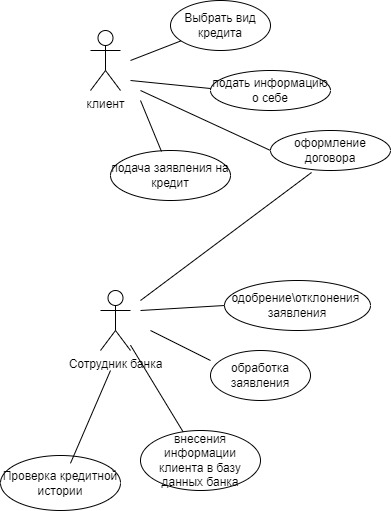 Выбрать вид
кредита
клиент
подать информацию
о себе
оформление
договора
подача заявления на
кредит
одобрение\отклонения
заявления
Сотрудник банка
обработка
заявления
внесения
информации
клиента в базу
данных банка
Проверка кредитной
истории